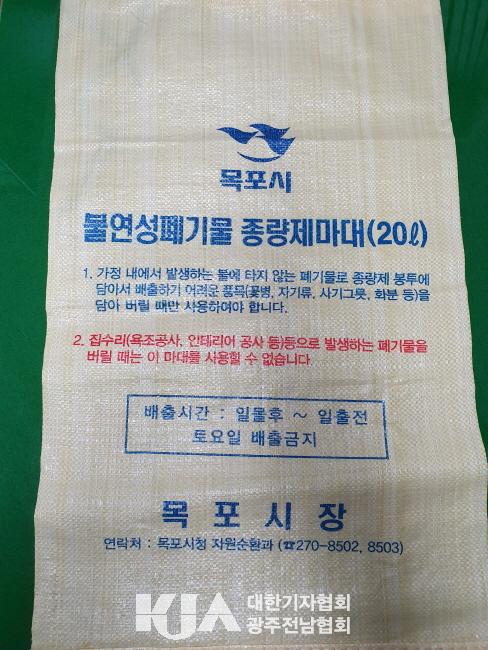 목포시
불연성폐기물 종량제마대(20ℓ)
1. 가정 내에서 발생하는 불에 타지 않는 폐기물로 종량제 봉투에
담아서 배출하기 어려운 품목(꽃병, 자기류, 사기그릇, 화분 등)을
담아 버릴 때만 사용하여야 합니다.
2. 집수리(욕조공사, 인테리어 공사 등)등으로 발생하는 폐기물을
버릴 때는 이 마대를 사용할 수 없습니다.
배출시간 : 일몰후 ~ 일출전
토요일 배출금지
목포시장
연락처 : 목포시청 자원순환과 (☎270-8502, 8503)
KJA 대한기자협회
광주전남협회